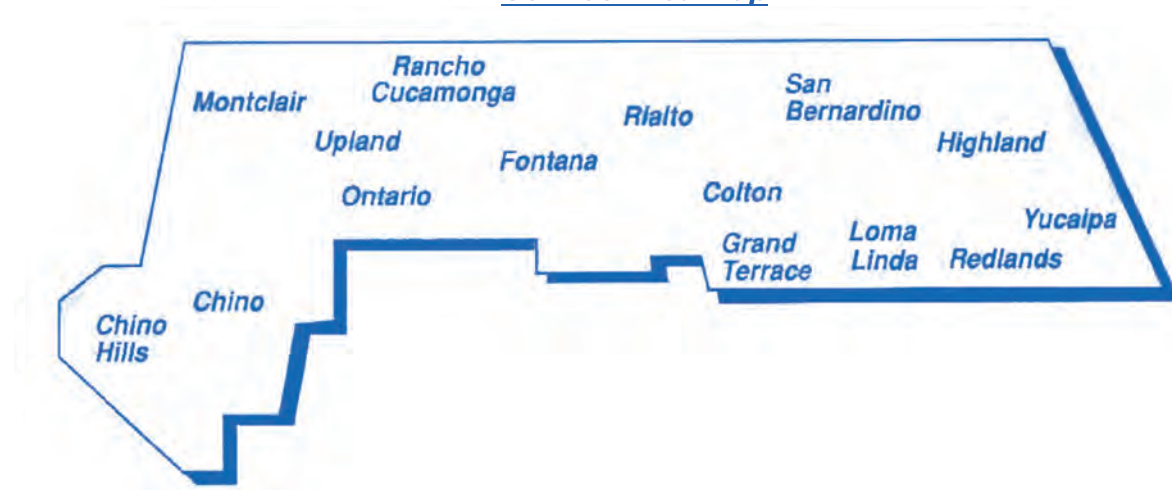 Rancho
Cucamonga
Montclair
San
Bernardino
Rialto
Upland
Highland
Fontana
Ontario
Colton
Yucaipa
Grand
Terrace
Loma
Linda
Redlands
Chino
Chino
Hills